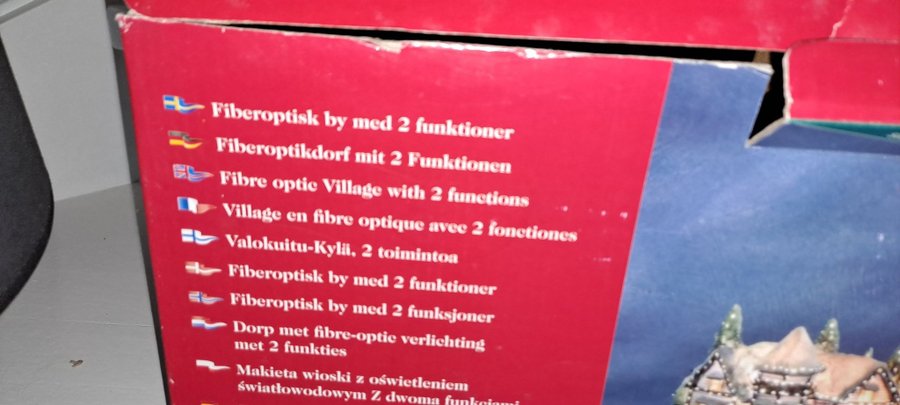 Fiberoptisk by med 2 funktioner
Fiberoptikdorf mit 2 Funktionen
Fibre optic Village with 2 functions
Village en fibre optique avec 2 fonctiones
Valokuitu-Kylä, 2 toimintoa
Fiberoptisk by med 2 funktioner
Fiberoptisk by med 2 funksjoner
Dorp met fibre-optic verlichting
met 2 funkties
Makieta wioski z oświetleniem
światłowodowym Z dwoma funkcjami